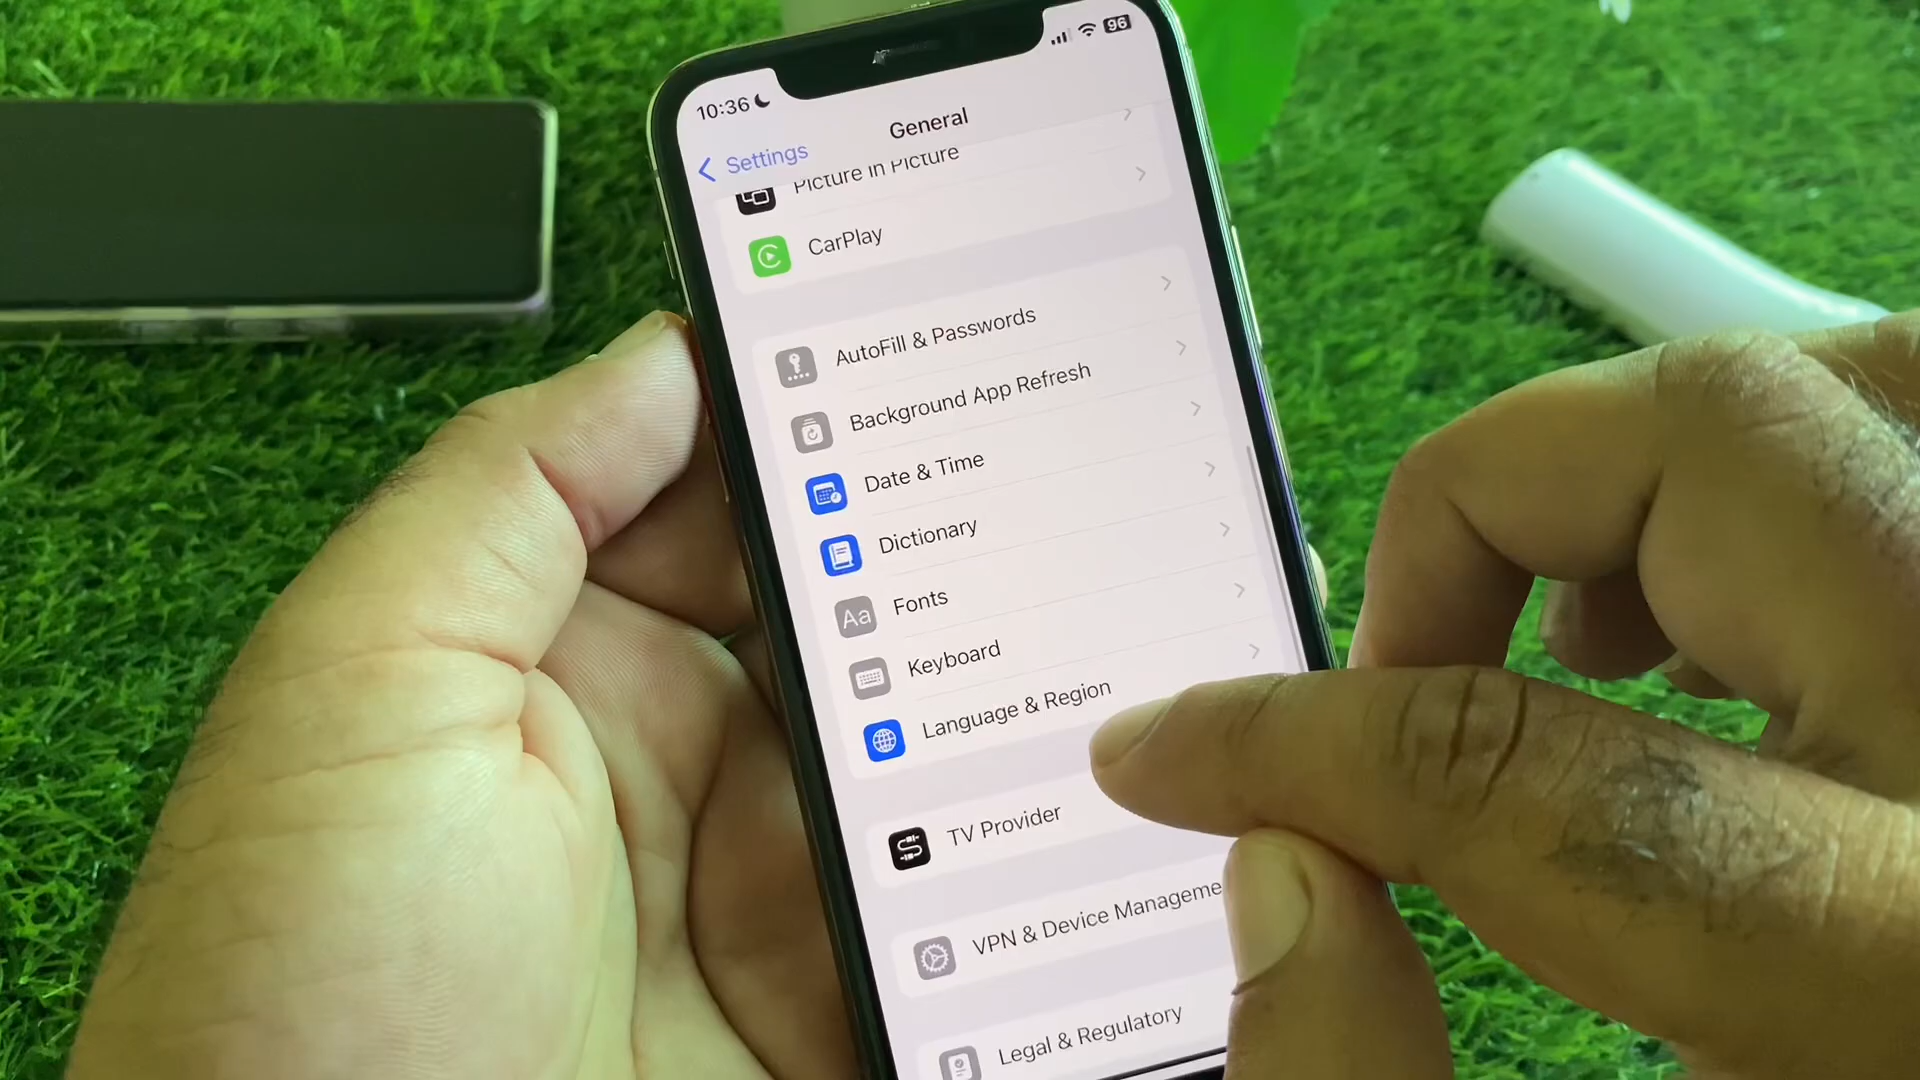 10:36
96
General
Settings
Picture in Picture
CarPlay
AutoFill & Passwords
Background App Refresh
Date & Time
Dictionary
Aa Fonts
Keyboard
Language & Region
TV Provider
VPN & Device Manageme
Legal & Regulatory